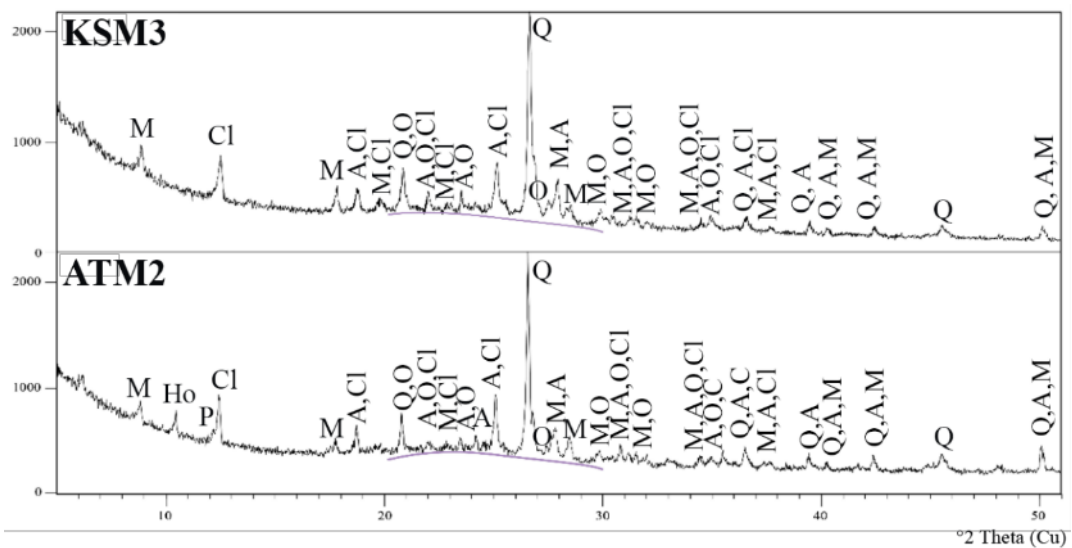 KSM3
2000
1000
0
M
Cl
M
A,Cl
M,Cl
Q,O
A,O,Cl
M,Cl
A,O
A,Cl
Q
O
M,A
M
M,O
M,A,O,Cl
M,O
M,A,O,Cl
A,O,Cl
Q, A,Cl
M,A,Cl
Q, A
Q, A,M
Q, A,M
Q
Q, A,M
ATM2
2000
1000
0
M
Ho
P
Cl
M
A,Cl
Q,O
A,O,Cl
M,Cl
A,O
A
A,Cl
Q
O
M,A
M
M,O
M,A,O,Cl
M,O
M,A,O,Cl
A,O,C
Q,A,C
M,A,Cl
Q,A
Q,A,M
Q,A,M
Q
Q,A,M
10 20 30 40 50
°2 Theta (Cu)